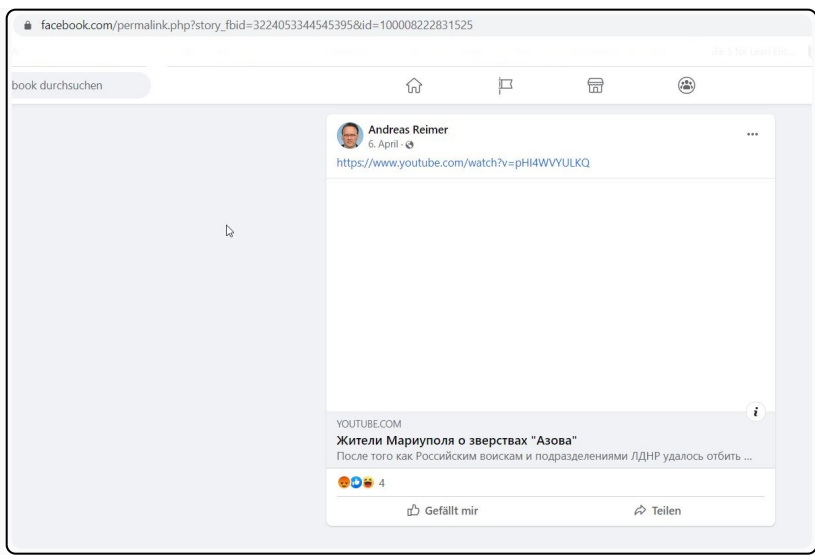 facebook.com/permalink.php?story_fbid=3224053344545395&id=100008222831525
book durchsuchen
Andreas Reimer
6. April ·
https://www.youtube.com/watch?v=pHI4WVYULKQ
i
YOUTUBE.COM
Жители Мариуполя о зверствах "Азова"
После того как Российским воискам и подразделениями ЛДНР удалось отбить ...
4
Gefällt mir
Teilen